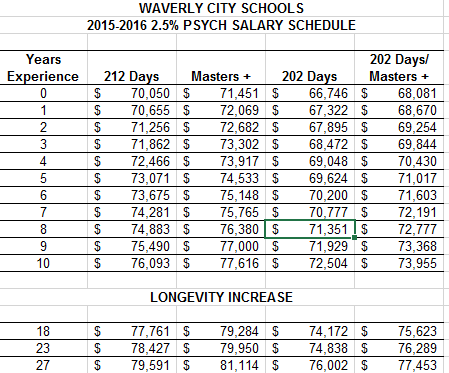 WAVERLY CITY SCHOOLS
2015-2016 2.5% PSYCH SALARY SCHEDULE
Years Experience 212 Days Masters + 202 Days 202 Days/ Masters +
0 $ 70,050 $ 71,451 $ 66,746 $ 68,081
1 $ 70,655 $ 72,069 $ 67,322 $ 68,670
2 $ 71,256 $ 72,682 $ 67,895 $ 69,254
3 $ 71,862 $ 73,302 $ 68,472 $ 69,844
4 $ 72,466 $ 73,917 $ 69,048 $ 70,430
5 $ 73,071 $ 74,533 $ 69,624 $ 71,017
6 $ 73,675 $ 75,148 $ 70,200 $ 71,603
7 $ 74,281 $ 75,765 $ 70,777 $ 72,191
8 $ 74,883 $ 76,380 $ 71,351 $ 72,777
9 $ 75,490 $ 77,000 $ 71,929 $ 73,368
10 $ 76,093 $ 77,616 $ 72,504 $ 73,955
LONGEVITY INCREASE
18 $ 77,761 $ 79,284 $ 74,172 $ 75,623
23 $ 78,427 $ 79,950 $ 74,838 $ 76,289
27 $ 79,591 $ 81,114 $ 76,002 $ 77,453